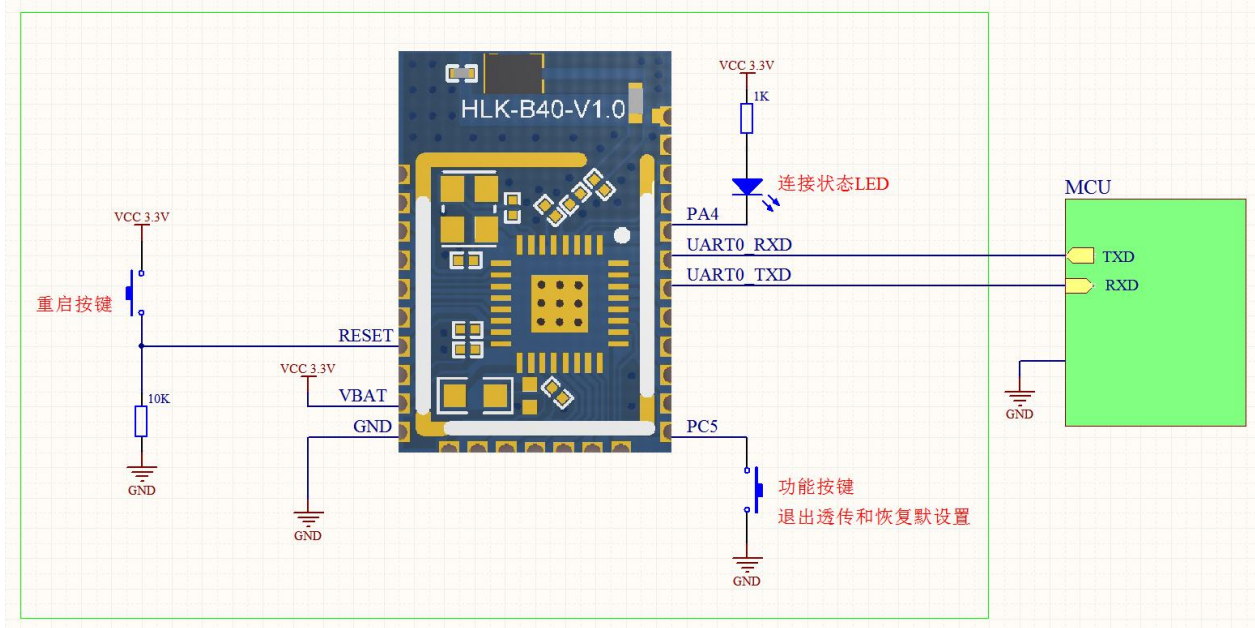 HLK-B40-V1.0
VCC 3.3V
1K
连接状态LED
MCU
PA4
UART0_RXD
TXD
UART0_TXD
RXD
VCC 3.3V
重启按键
RESET
VCC 3.3V
VBAT
10K
GND
GND
PC5
GND
功能按键
退出透传和恢复默设置
GND
GND